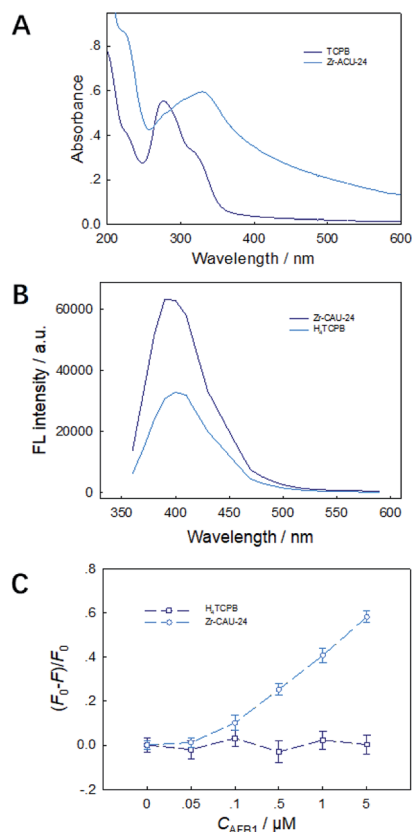 A
TCPB
Zr-ACU-24
Absorbance
.8
.6
.4
.2
0.0
200 300 400 500 600
Wavelength / nm
B
Zr-CAU-24
H₄TCPB
FL intensity / a.u.
60000
40000
20000
0
350 400 450 500 550 600
Wavelength / nm
C
H₄TCPB
Zr-CAU-24
(F₀-F)/F₀
.6
.4
.2
0.0
-.2
0 .05 .1 .5 1 5
C_AFB1 / µM